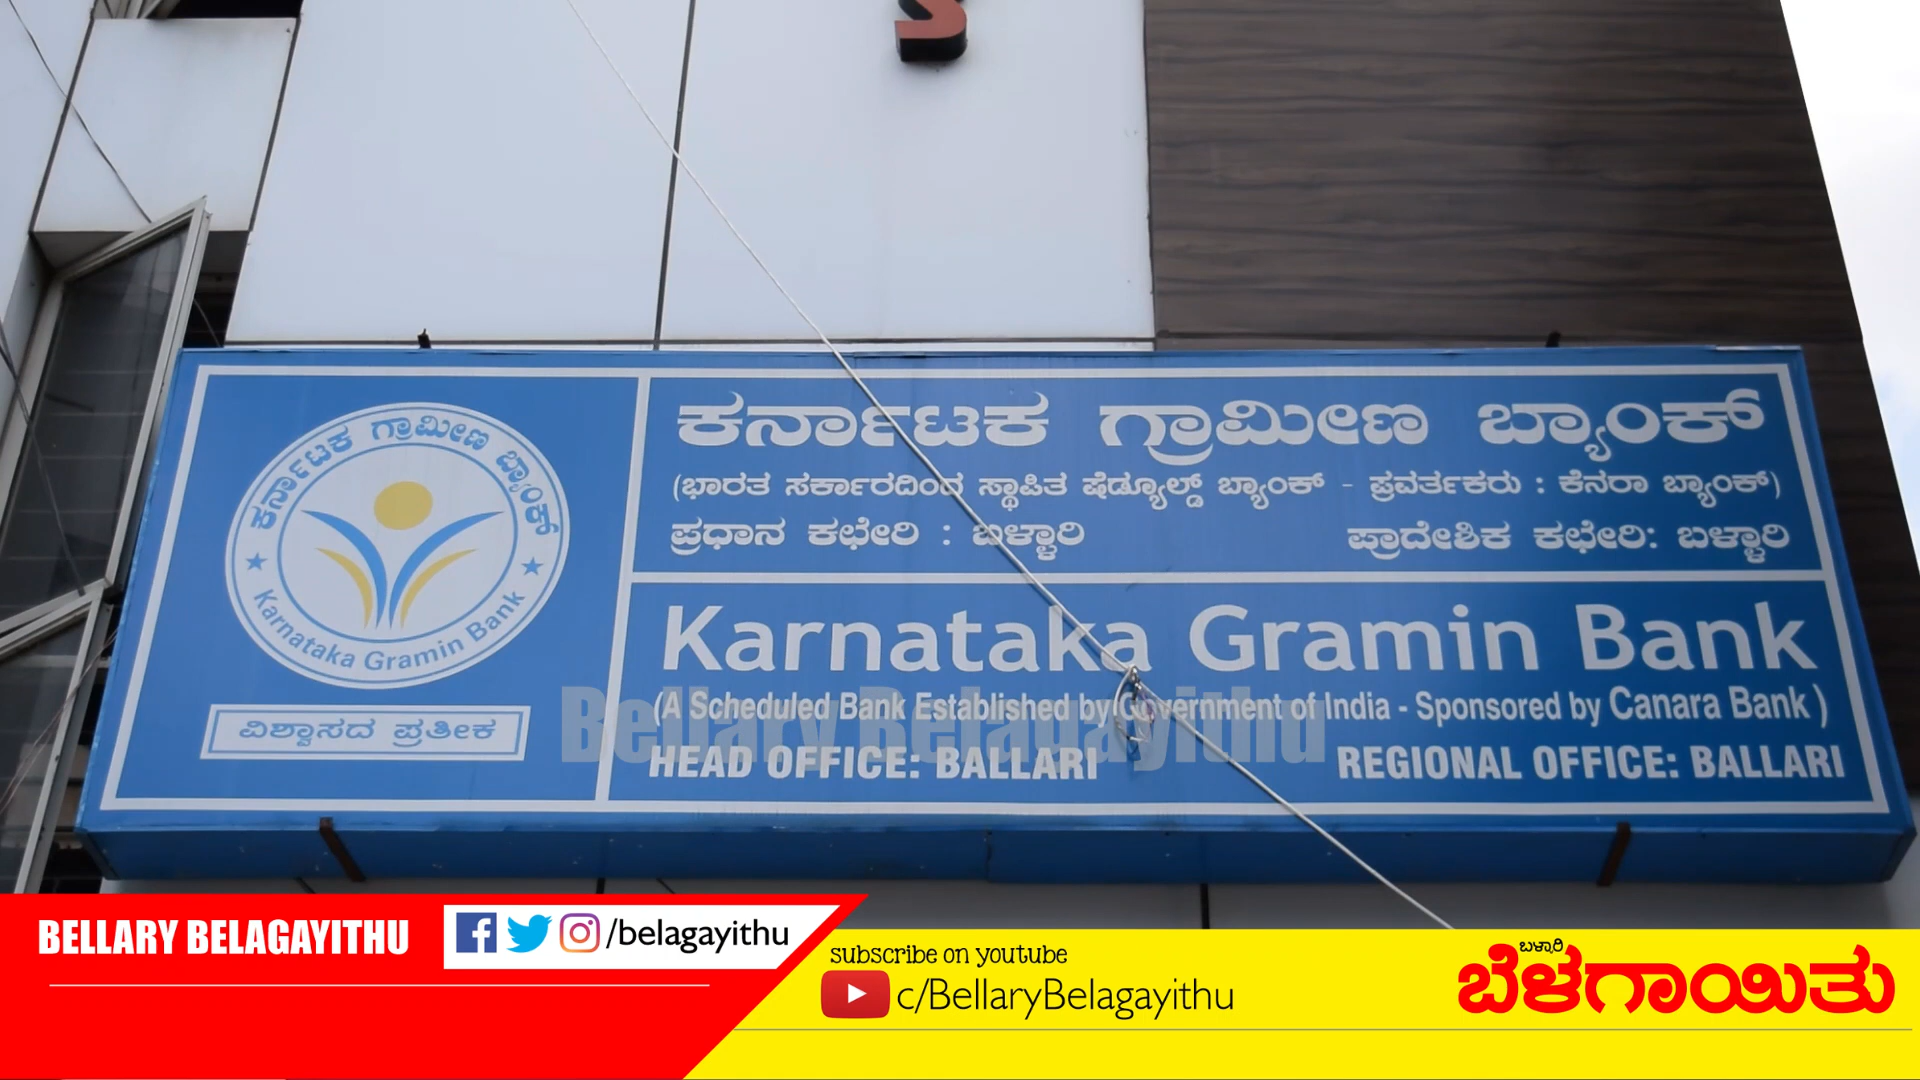 S
ಕರ್ನಾಟಕ ಗ್ರಾಮೀಣ ಬ್ಯಾಂಕ್
Karnataka Gramin Bank
ವಿಶ್ವಾಸದ ಪ್ರತೀಕ
ಕರ್ನಾಟಕ ಗ್ರಾಮೀಣ ಬ್ಯಾಂಕ್
(ಭಾರತ ಸರ್ಕಾರದಿಂದ ಸ್ಥಾಪಿತ ಷೆಡ್ಯೂಲ್ಡ್ ಬ್ಯಾಂಕ್ - ಪ್ರವರ್ತಕರು : ಕೆನರಾ ಬ್ಯಾಂಕ್)
ಪ್ರಧಾನ ಕಛೇರಿ : ಬಳ್ಳಾರಿ ಪ್ರಾದೇಶಿಕ ಕಛೇರಿ: ಬಳ್ಳಾರಿ
Karnataka Gramin Bank
(A Scheduled Bank Established by Government of India - Sponsored by Canara Bank )
Bellary Belagayithu
HEAD OFFICE: BALLARI REGIONAL OFFICE: BALLARI
BELLARY BELAGAYITHU
/belagayithu
subscribe on youtube
c/BellaryBelagayithu
ಬಳ್ಳಾರಿ
ಬೆಳಗಾಯಿತು